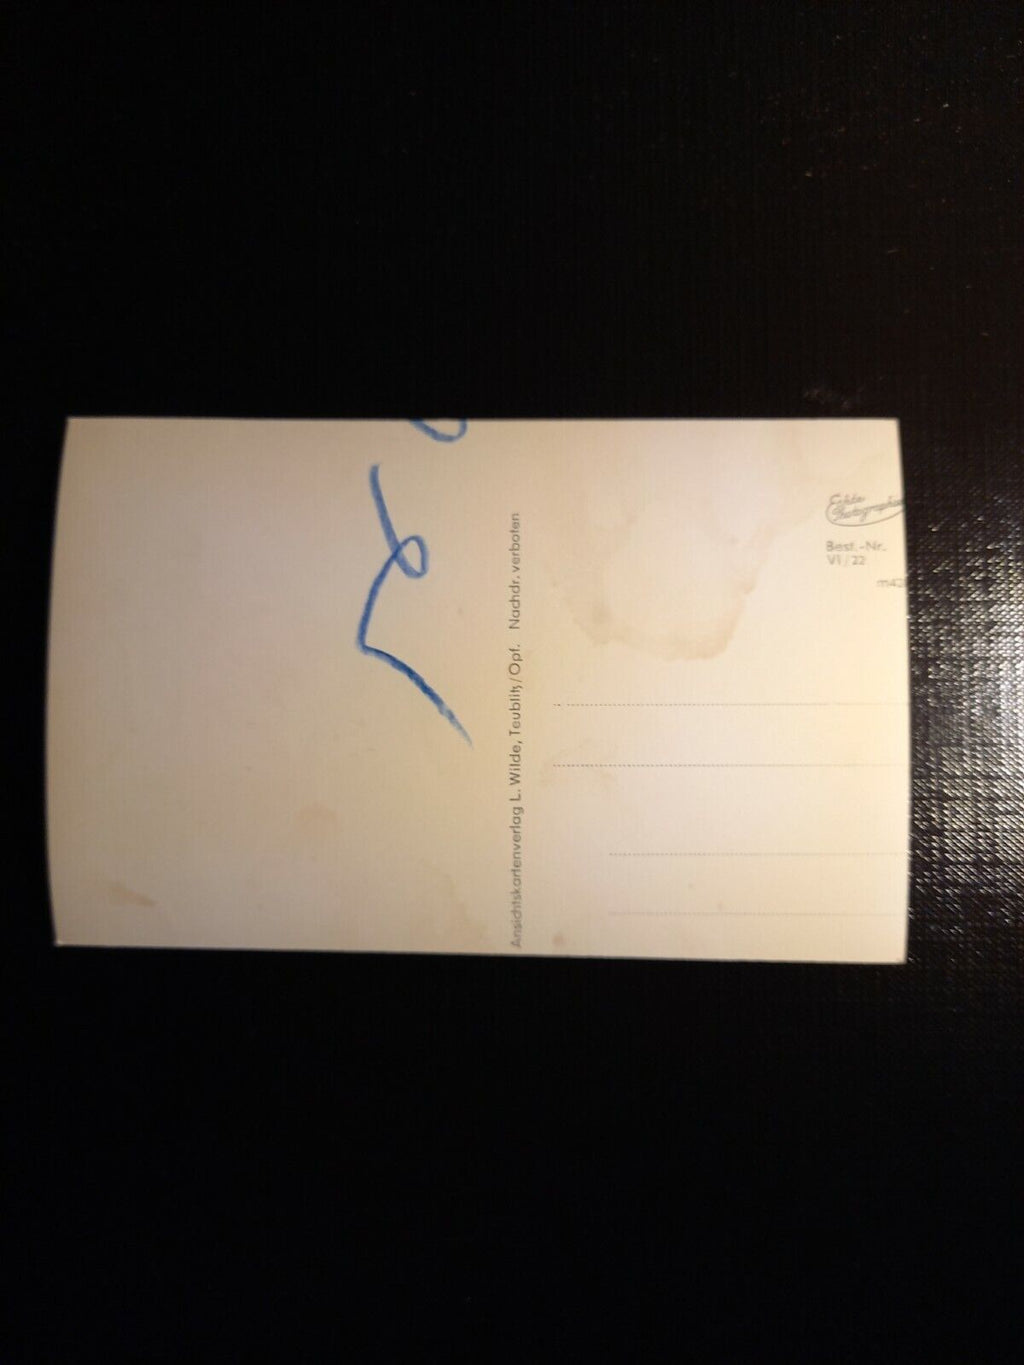 Echte
Photographie
Best.-Nr.
VI/22
Ansichtskartenverlag L. Wilde, Teublitz/Opf. Nachdr. verboten